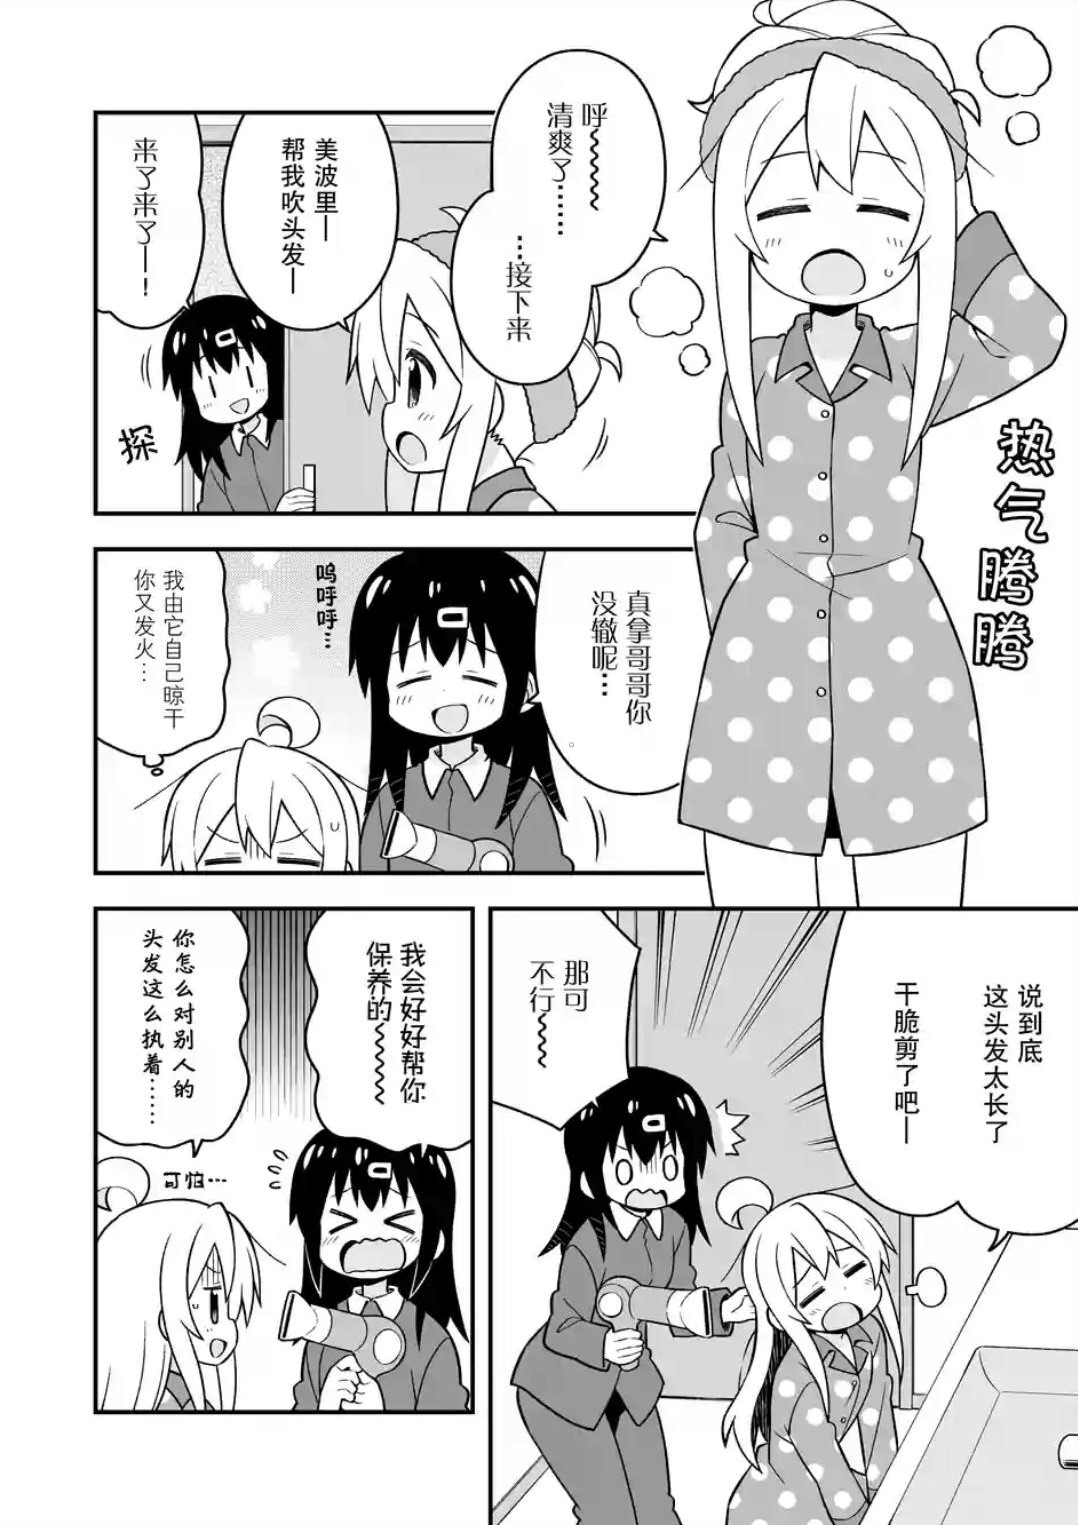 呼~~~~
清爽了……
…接下来
热气腾腾
美波里—
帮我吹头发—
来了来了—!
探
真拿哥哥你
没辙呢…
呜呼呼…
我由它自己晾干
你又发火…
说到底
这头发太长了
干脆剪了吧—
那可
不行~~~
我会好好帮你
保养的~~~
你怎么对别人的
头发这么执着……
可怕…